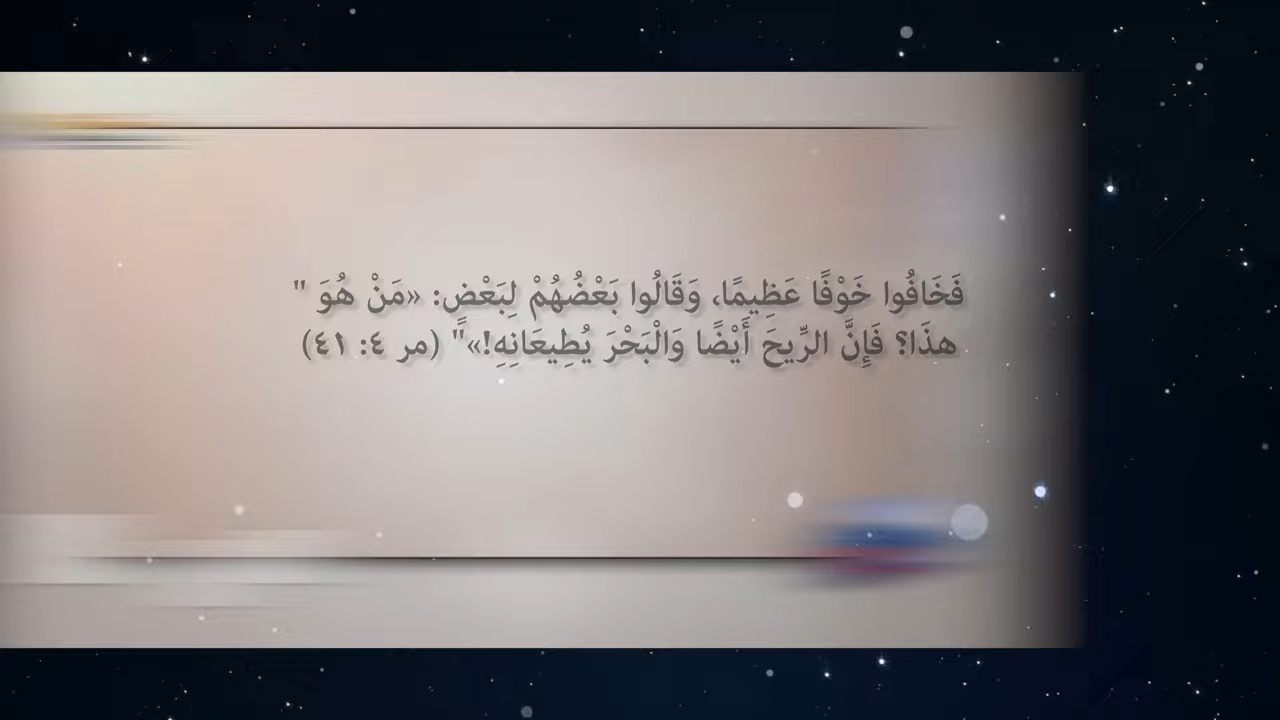 فَخَافُوا خَوْفًا عَظِيمًا، وَقَالُوا بَعْضُهُمْ لِبَعْضٍ: «مَنْ هُوَ "
هذَا؟ فَإِنَّ الرِّيحَ أَيْضًا وَالْبَحْرَ يُطِيعَانِهِ!»" (مر ٤: ٤١)